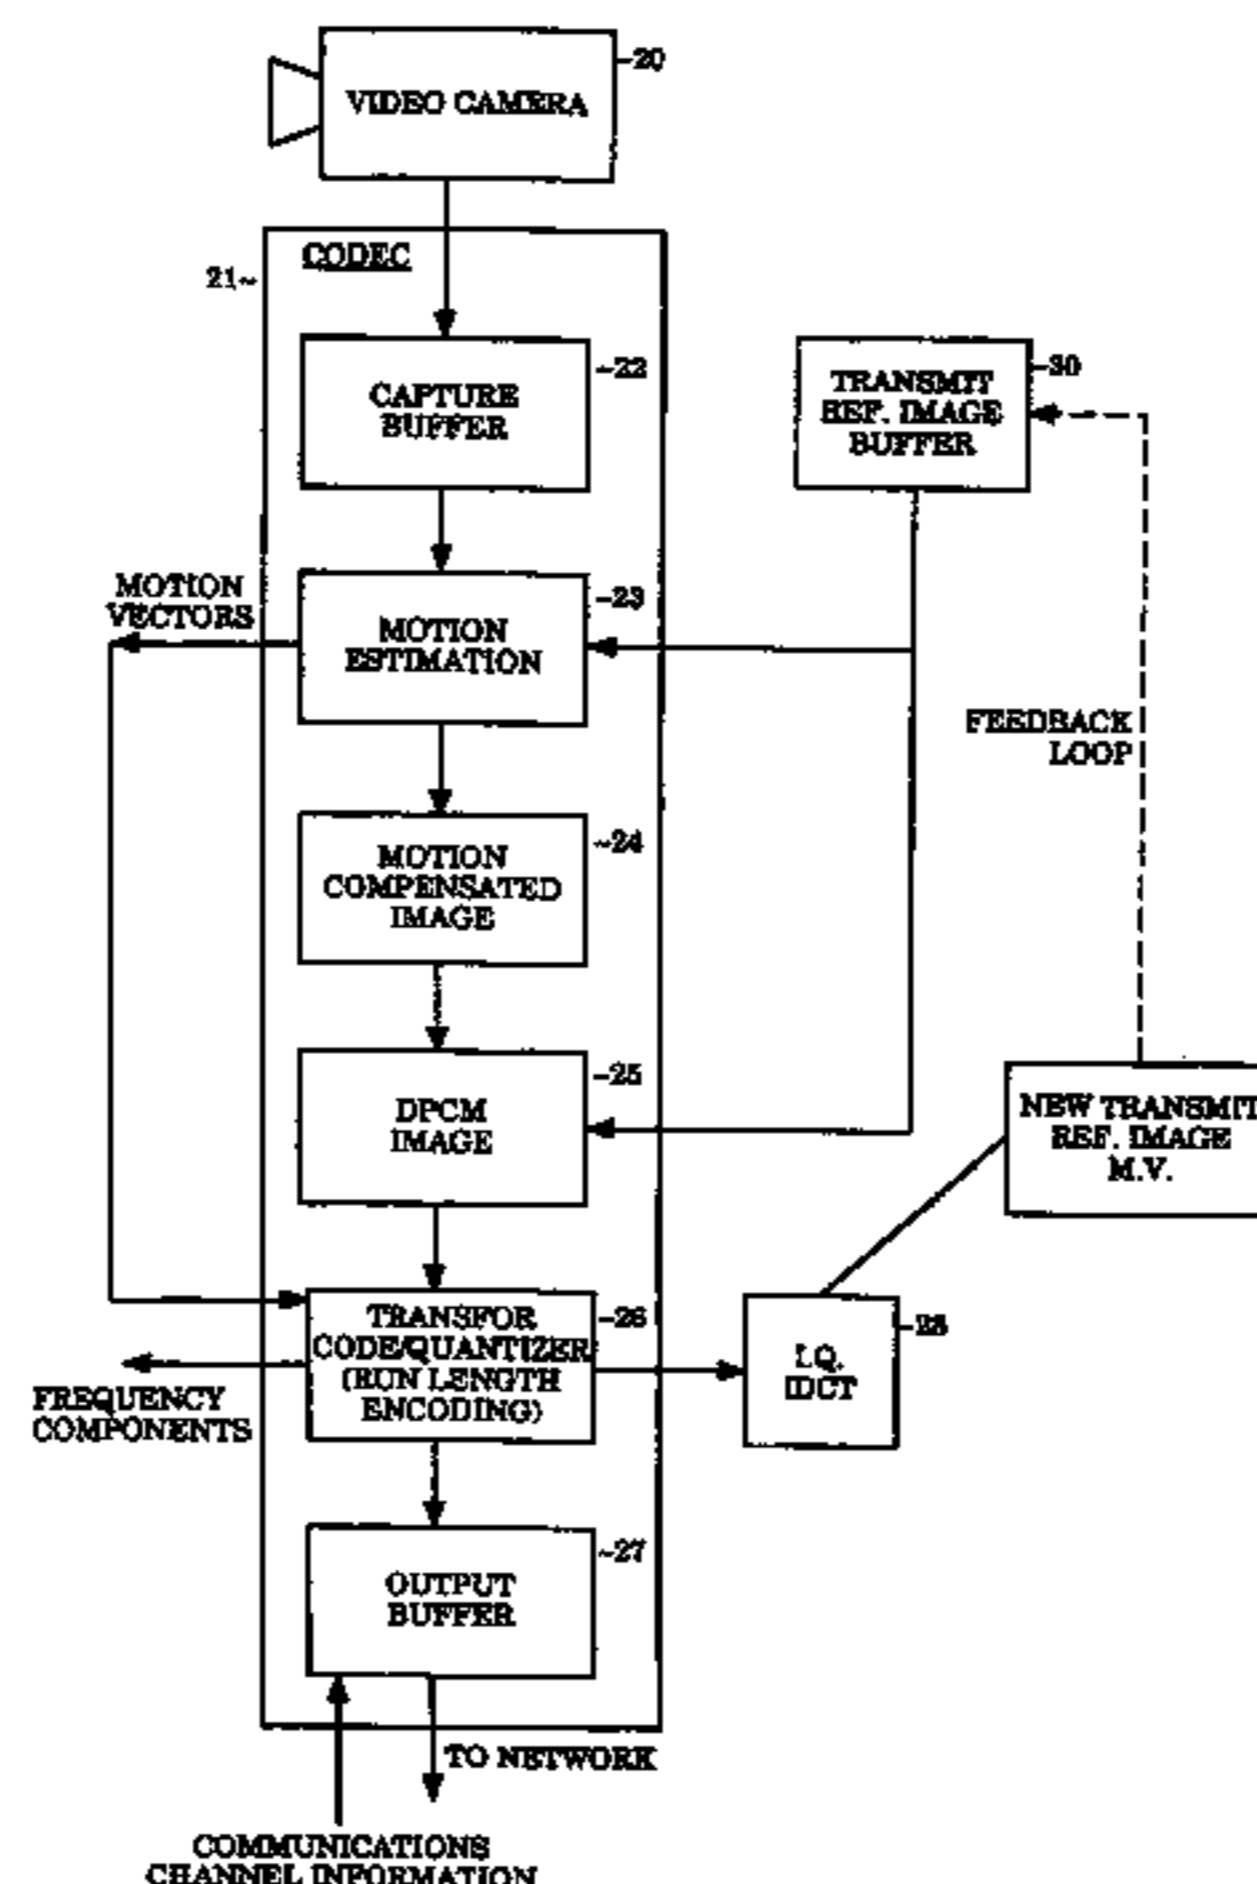 VIDEO CAMERA
~20
CODEC
21~
CAPTURE
BUFFER
~22
TRANSMIT
REF. IMAGE
BUFFER
~30
MOTION
VECTORS
MOTION
ESTIMATION
~23
FEEDBACK
LOOP
MOTION
COMPENSATED
IMAGE
~24
DPCM
IMAGE
~25
NEW TRANSMIT
REF. IMAGE
M.V.
TRANSFOR
CODE/QUANTIZER
(RUN LENGTH
ENCODING)
~26
I.Q.
IDCT
~28
FREQUENCY
COMPONENTS
OUTPUT
BUFFER
~27
TO NETWORK
COMMUNICATIONS
CHANNEL INFORMATION